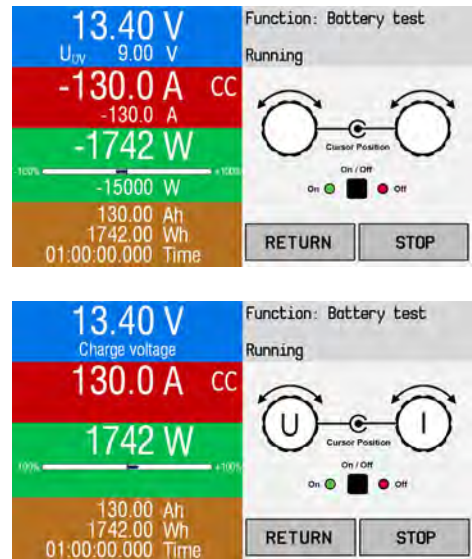 13.40 V
UUV 9.00 V
-130.0 A CC
-130.0 A
-1742 W
-100% +100%
-15000 W
130.00 Ah
1742.00 Wh
01:00:00.000 Time
Function: Battery test
Running
Cursor Position
On / Off
On Off
RETURN STOP
13.40 V
Charge voltage
130.0 A CC
1742 W
-100% +100%
130.00 Ah
1742.00 Wh
01:00:00.000 Time
Function: Battery test
Running
U I
Cursor Position
On / Off
On Off
RETURN STOP